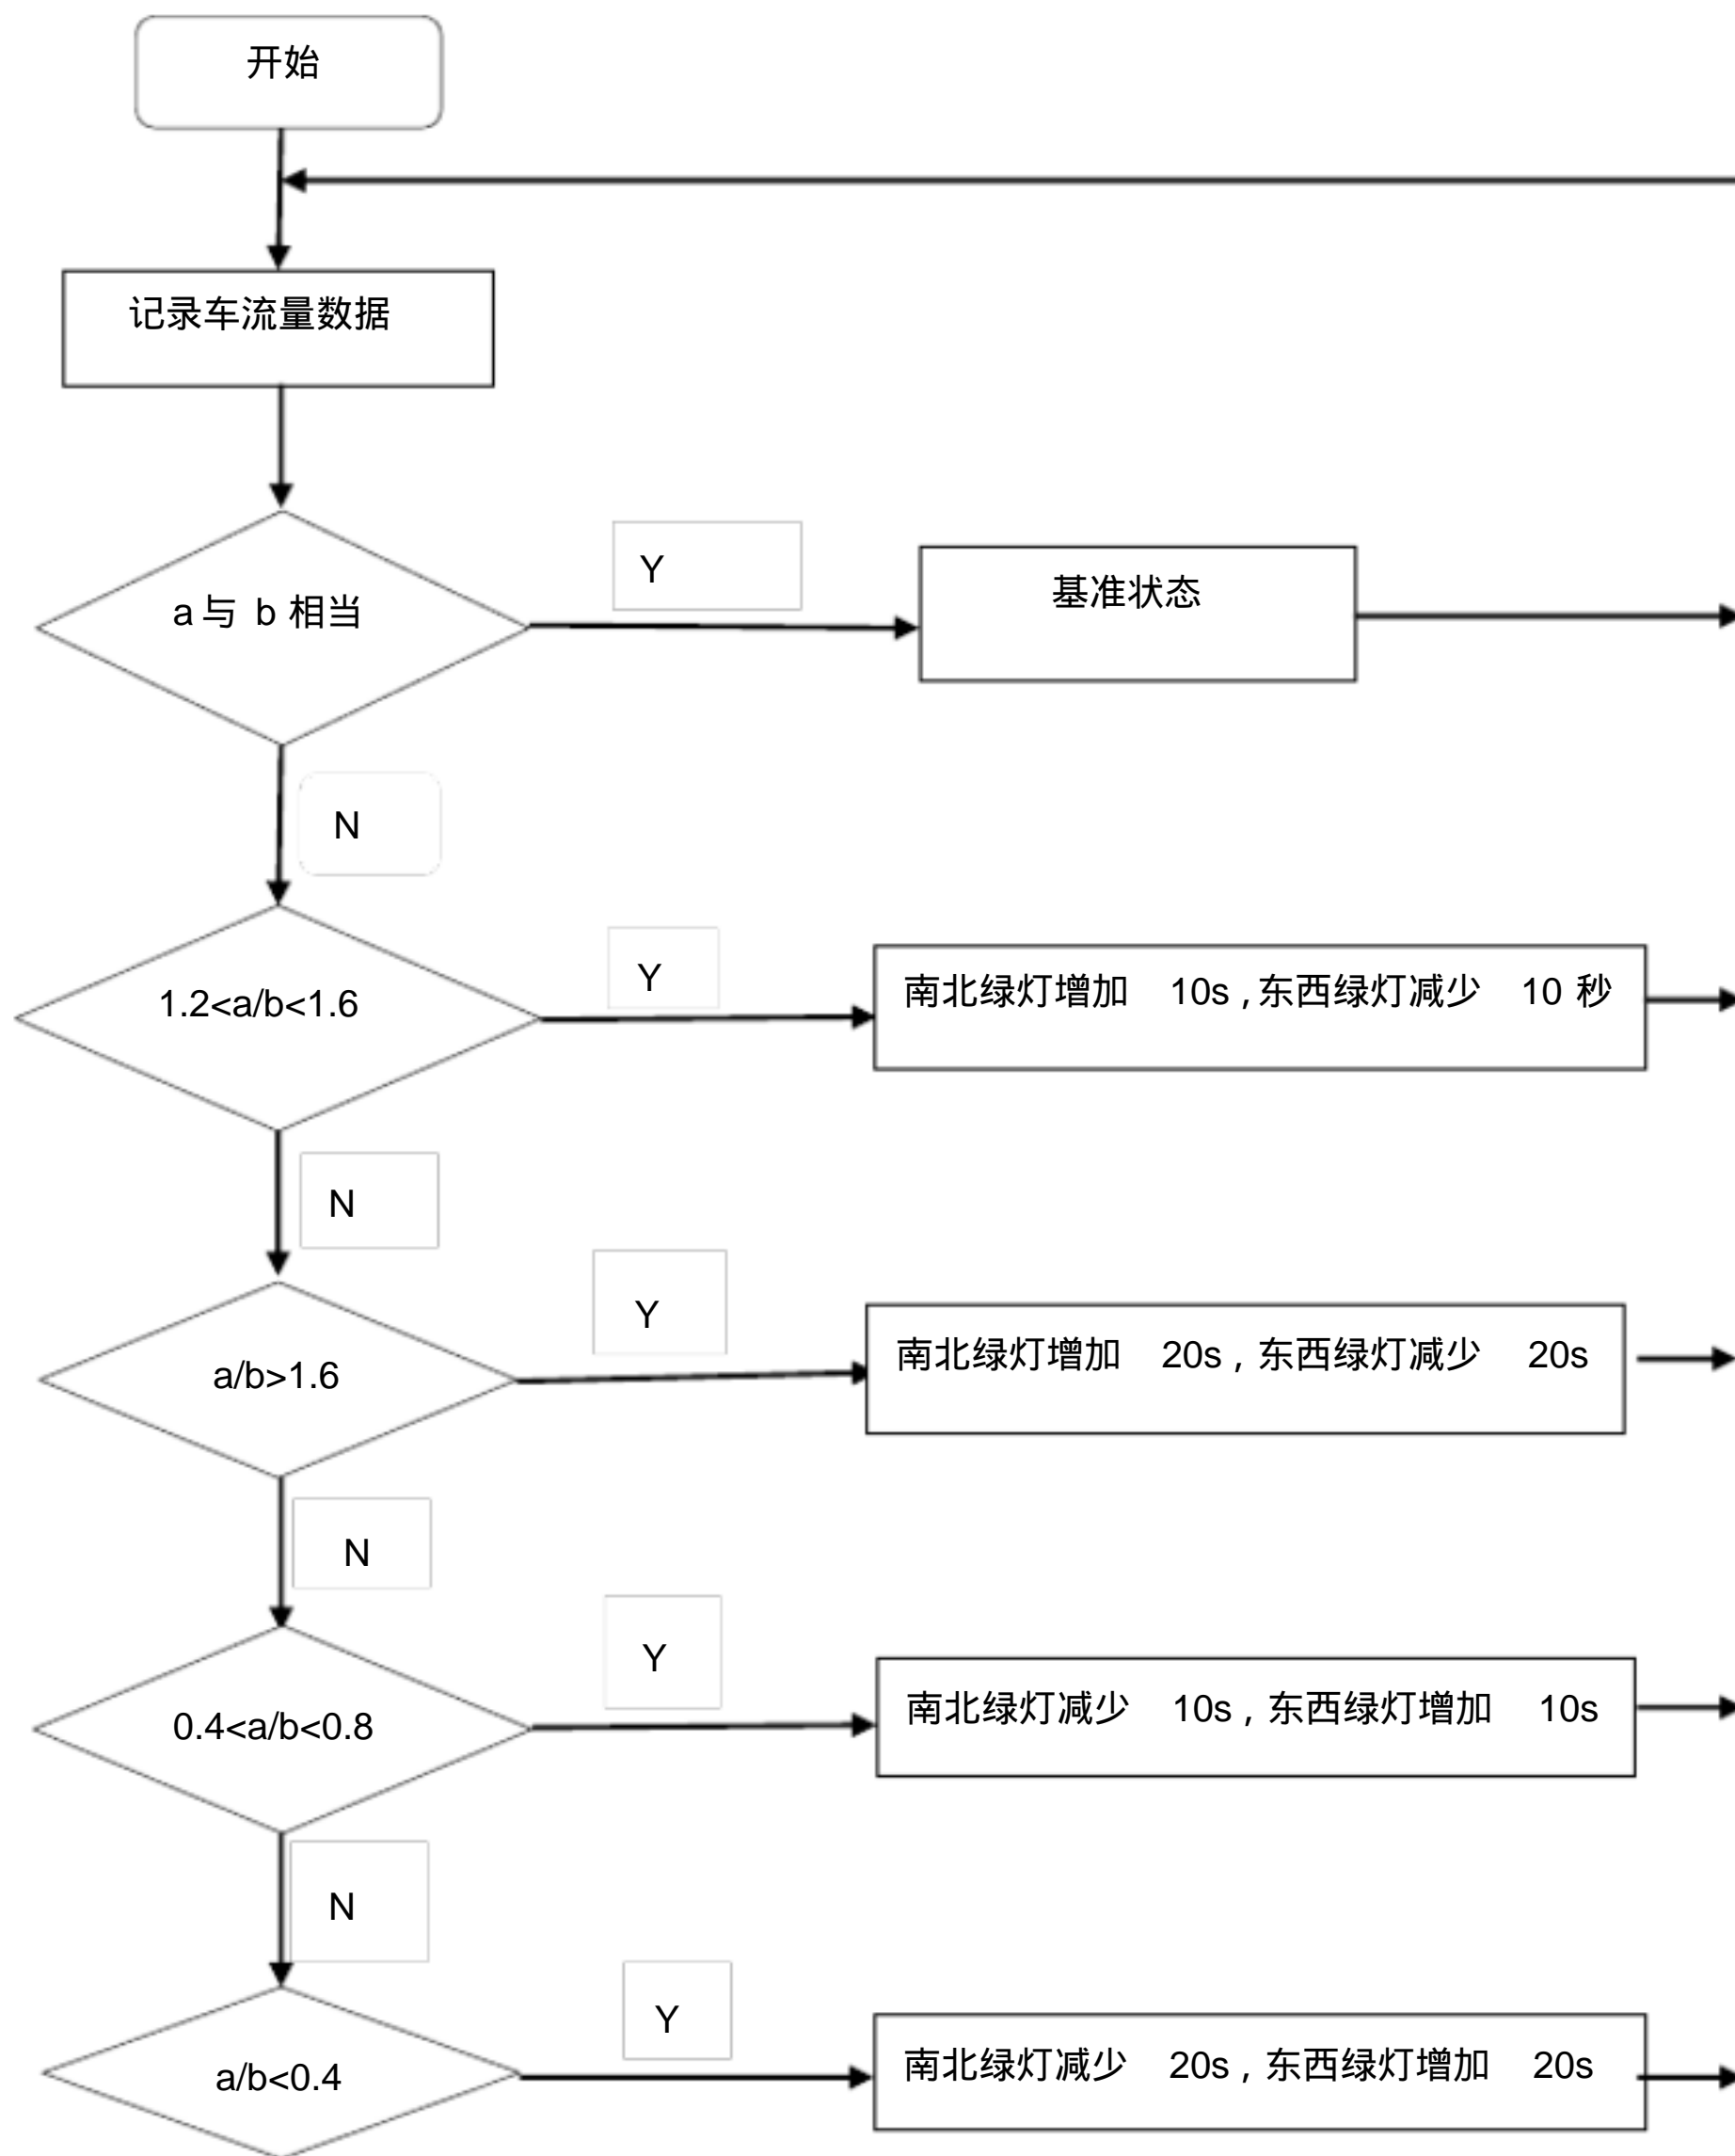 开始
记录车流量数据
a与 b 相当
Y
基准状态
N
1.2<a/b<1.6
Y
南北绿灯增加 10s ,东西绿灯减少 10 秒
N
a/b>1.6
Y
南北绿灯增加 20s , 东西绿灯减少 20s
N
0.4<a/b<0.8
Y
南北绿灯减少 10s , 东西绿灯增加 10s
N
a/b<0.4
Y
南北绿灯减少 20s , 东西绿灯增加 20s